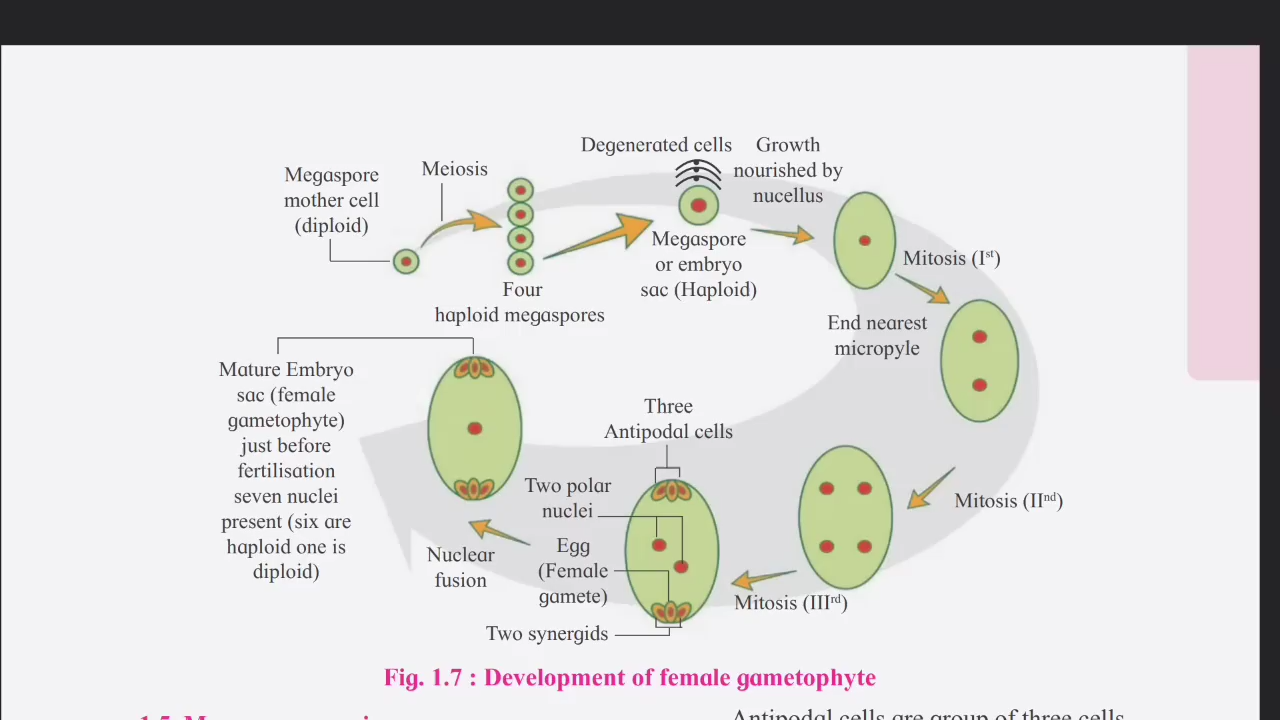 Degenerated cells
Growth
nourished by
nucellus
Meiosis
Megaspore
mother cell
(diploid)
Megaspore
or embryo
sac (Haploid)
Mitosis (Ist)
Four
haploid megaspores
End nearest
micropyle
Mature Embryo
sac (female
gametophyte)
just before
fertilisation
seven nuclei
present (six are
haploid one is
diploid)
Three
Antipodal cells
Two polar
nuclei
Mitosis (IInd)
Egg
(Female
gamete)
Nuclear
fusion
Mitosis (IIIrd)
Two synergids
Fig. 1.7 : Development of female gametophyte
Antipodal cells are group of three cells